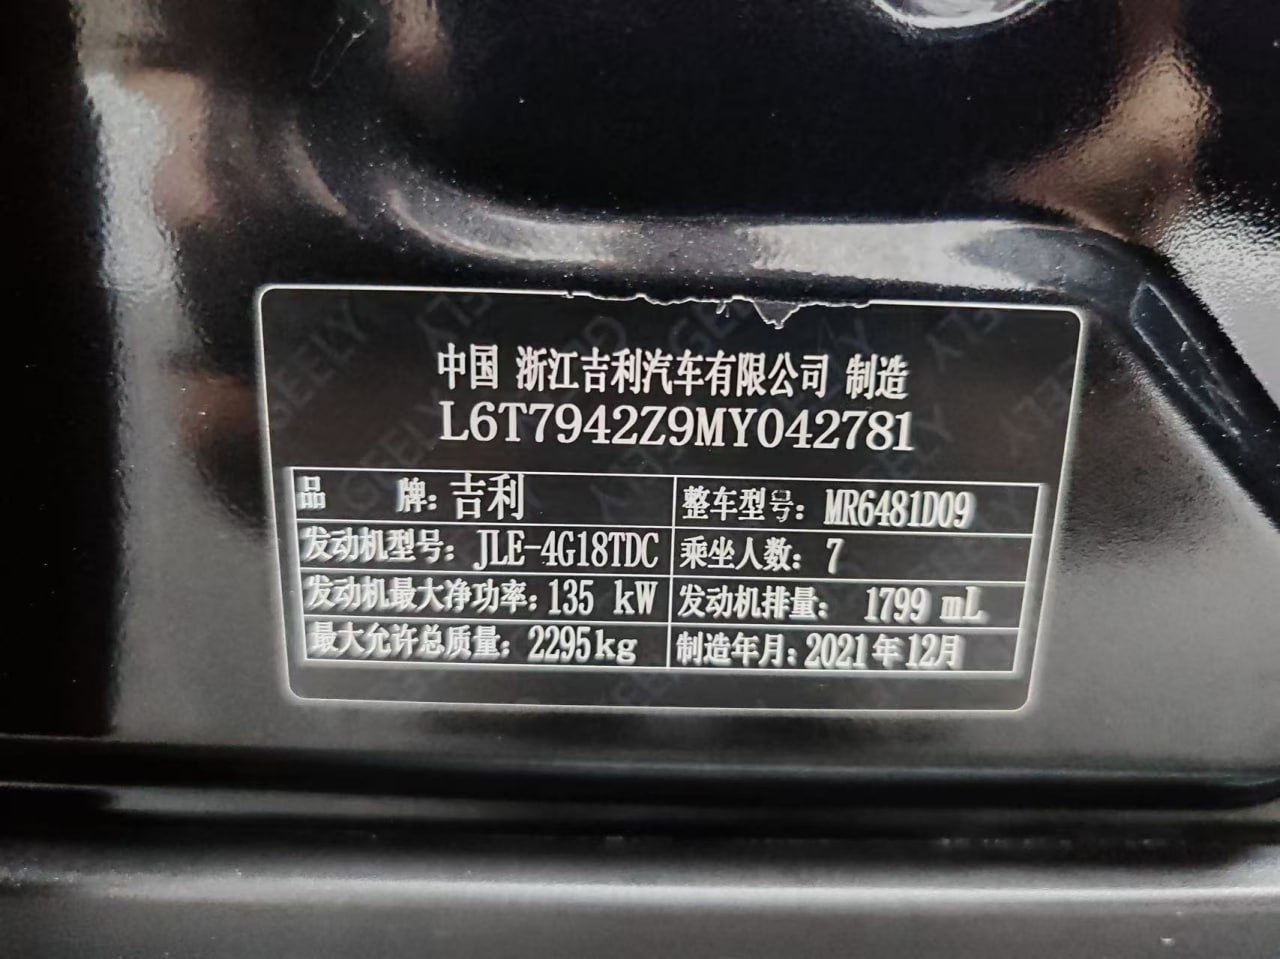 中国 浙江吉利汽车有限公司 制造
L6T7942Z9MY042781
品 牌: 吉利 整车型号: MR6481D09
发动机型号: JLE-4G18TDC 乘坐人数: 7
发动机最大净功率: 135 kW 发动机排量: 1799 mL
最大允许总质量: 2295kg 制造年月: 2021年12月
GEELY